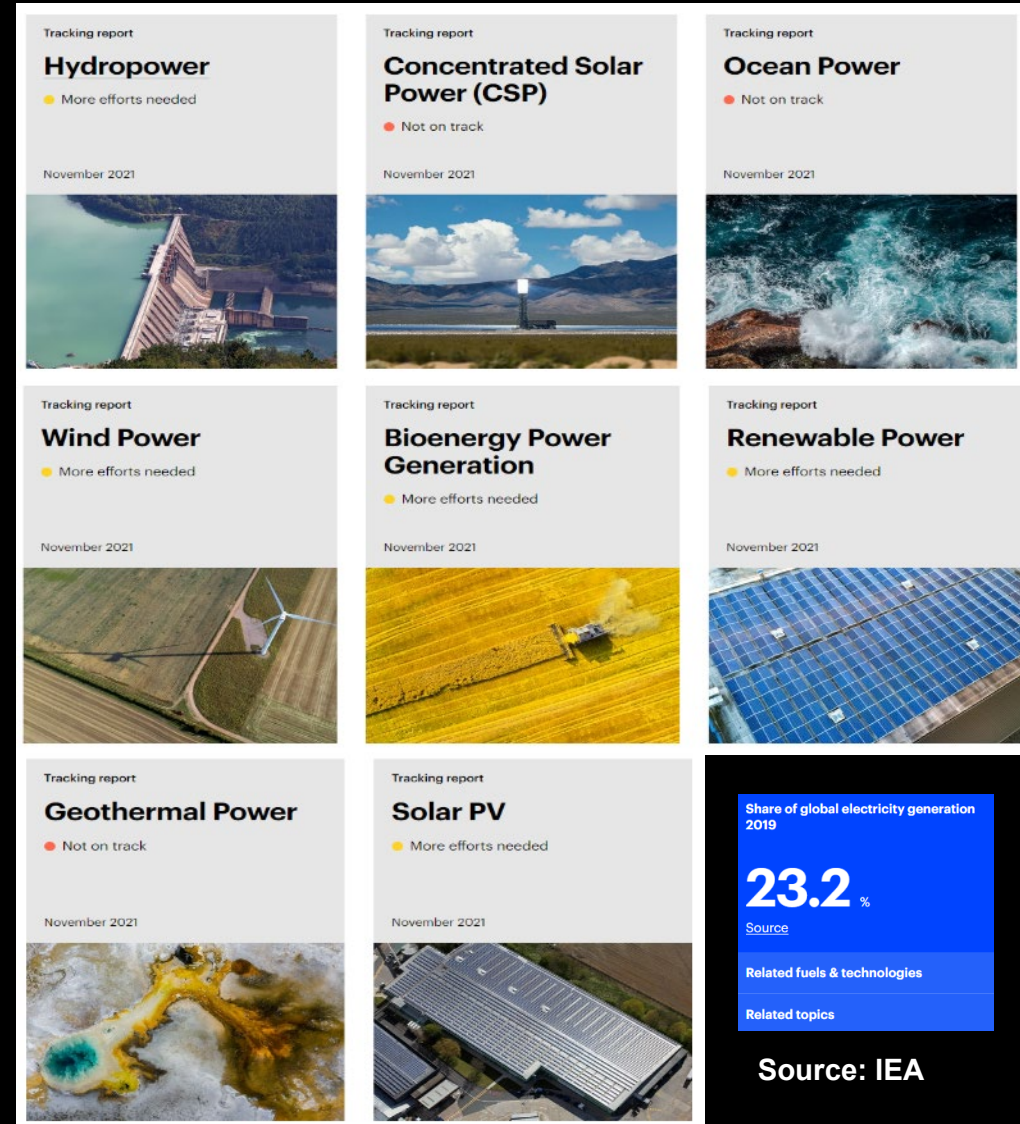 Tracking report
Hydropower
More efforts needed
November 2021
Tracking report
Concentrated Solar
Power (CSP)
Not on track
November 2021
Tracking report
Ocean Power
Not on track
November 2021
Tracking report
Wind Power
More efforts needed
November 2021
Tracking report
Bioenergy Power
Generation
More efforts needed
November 2021
Tracking report
Renewable Power
More efforts needed
November 2021
Tracking report
Geothermal Power
Not on track
November 2021
Tracking report
Solar PV
More efforts needed
November 2021
Share of global electricity generation
2019
23.2 %
Source
Related fuels & technologies
Related topics
Source: IEA